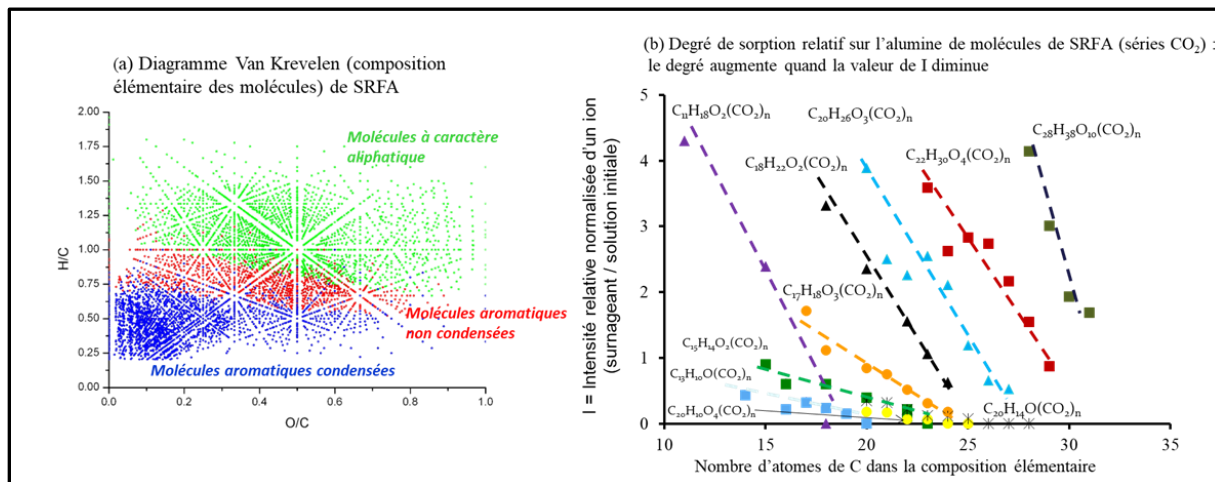 (a) Diagramme Van Krevelen (composition
élémentaire des molécules) de SRFA
2.00
1.75
1.50
1.25
1.00
0.75
0.50
0.25
0.00
H/C
Molécules à caractère
aliphatique
Molécules aromatiques
non condensées
Molécules aromatiques condensées
0.0
0.2
0.4
0.6
0.8
1.0
O/C
(b) Degré de sorption relatif sur l'alumine de molécules de SRFA (séries CO₂) :
le degré augmente quand la valeur de I diminue
I = Intensité relative normalisée d'un ion
(surnageant / solution initiale)
5
4
3
2
1
0
C₁₁H₁₈O₂(CO₂)n
C₂₀H₂₆O₃(CO₂)n
C₂₈H₃₈O₁₀(CO₂)n
C₁₈H₂₂O₂(CO₂)n
C₂₂H₃₀O₄(CO₂)n
C₁₇H₁₈O₃(CO₂)n
C₁₅H₁₄O₂(CO₂)n
C₁₃H₁₀O(CO₂)n
C₂₀H₁₀O₄(CO₂)n
C₂₀H₁₄O(CO₂)n
10
15
20
25
30
35
Nombre d'atomes de C dans la composition élémentaire